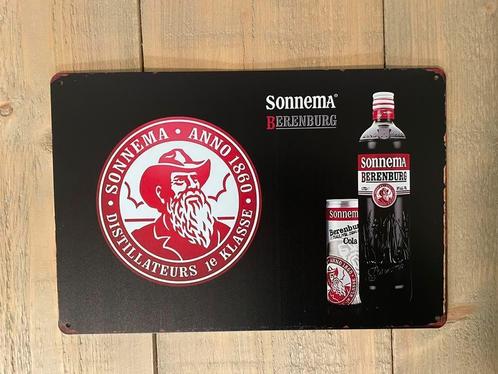 SONNEMA · ANNO 1860 ·
DISTILLATEURS 1e KLASSE
SONNEMA®
BERENBURG
SONNEMA
BERENBURG
SONNEMA
Berenburg
Cola